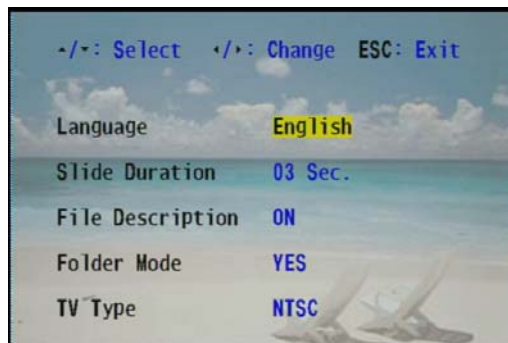 ▲/▼: Select ◂/▸: Change ESC: Exit
Language English
Slide Duration 03 Sec.
File Description ON
Folder Mode YES
TV Type NTSC